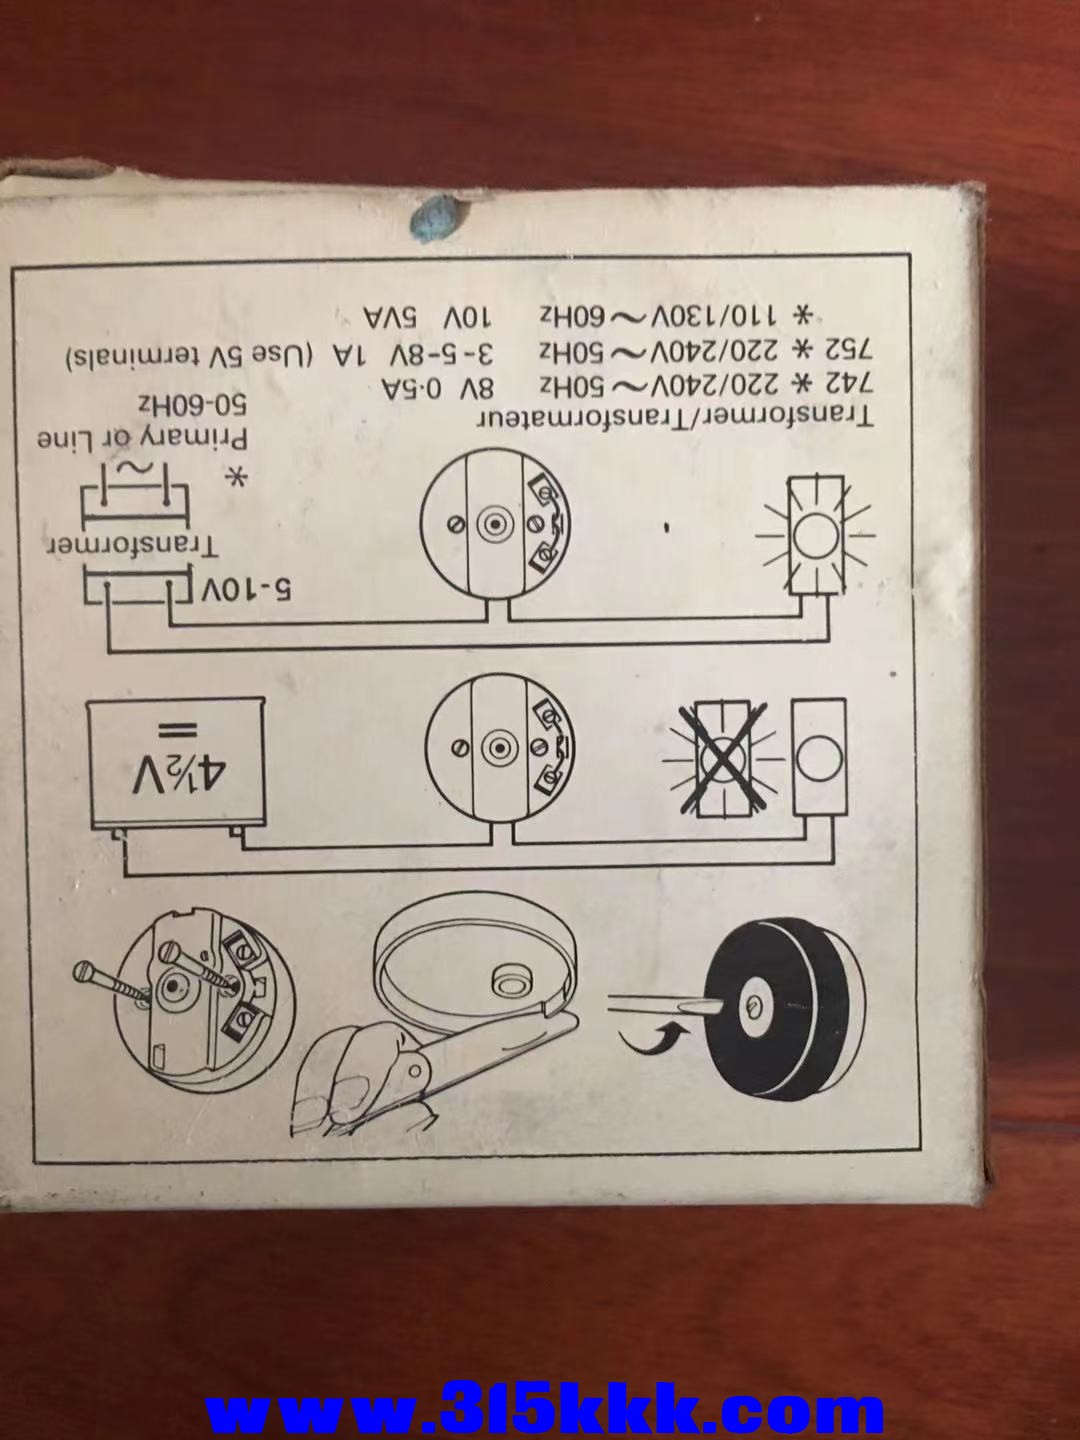 4½V
=
5-10V
Transformer
*
Primary or Line
50-60Hz
Transformer/Transformateur
742 * 220/240V~50Hz 8V 0·5A
752 * 220/240V~50Hz 3-5-8V 1A (Use 5V terminals)
* 110/130V~60Hz 10V 5VA
www.315kkk.com